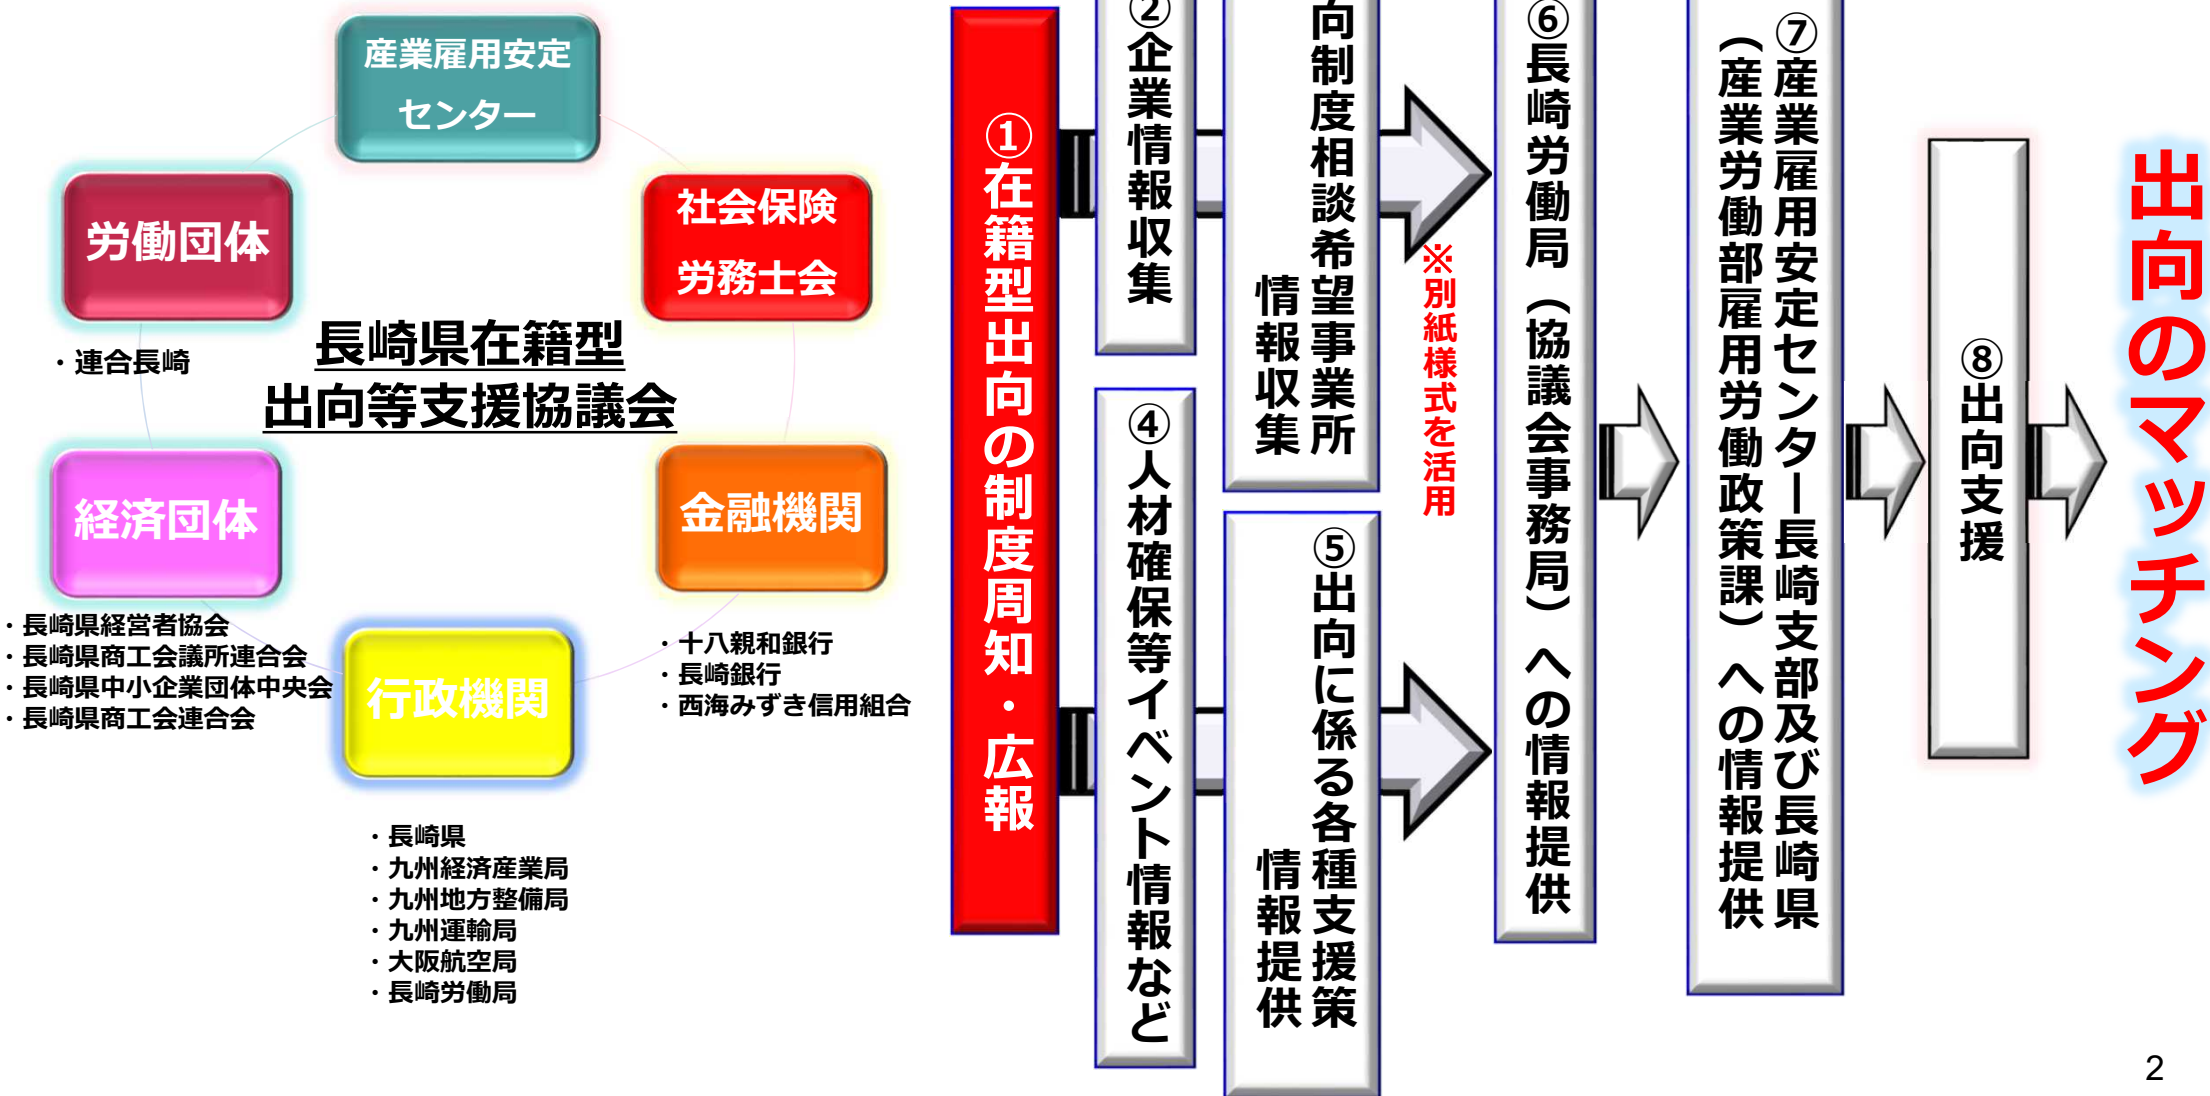 産業雇用安定
センター
労働団体
社会保険
労務士会
・連合長崎
長崎県在籍型
出向等支援協議会
経済団体
金融機関
・長崎県経営者協会
・長崎県商工会議所連合会
・長崎県中小企業団体中央会
・長崎県商工会連合会
行政機関
・十八親和銀行
・長崎銀行
・西海みずき信用組合
・長崎県
・九州経済産業局
・九州地方整備局
・九州運輸局
・大阪航空局
・長崎労働局
①在籍型出向の制度周知・広報
②企業情報収集
向制度相談希望事業所
情報収集
※別紙様式を活用
④人材確保等イベント情報など
⑤出向に係る各種支援策
情報提供
⑥長崎労働局（協議会事務局）への情報提供
⑦産業雇用安定センター長崎支部及び長崎県
（産業労働部雇用労働政策課）への情報提供
⑧出向支援
出向のマッチング
2